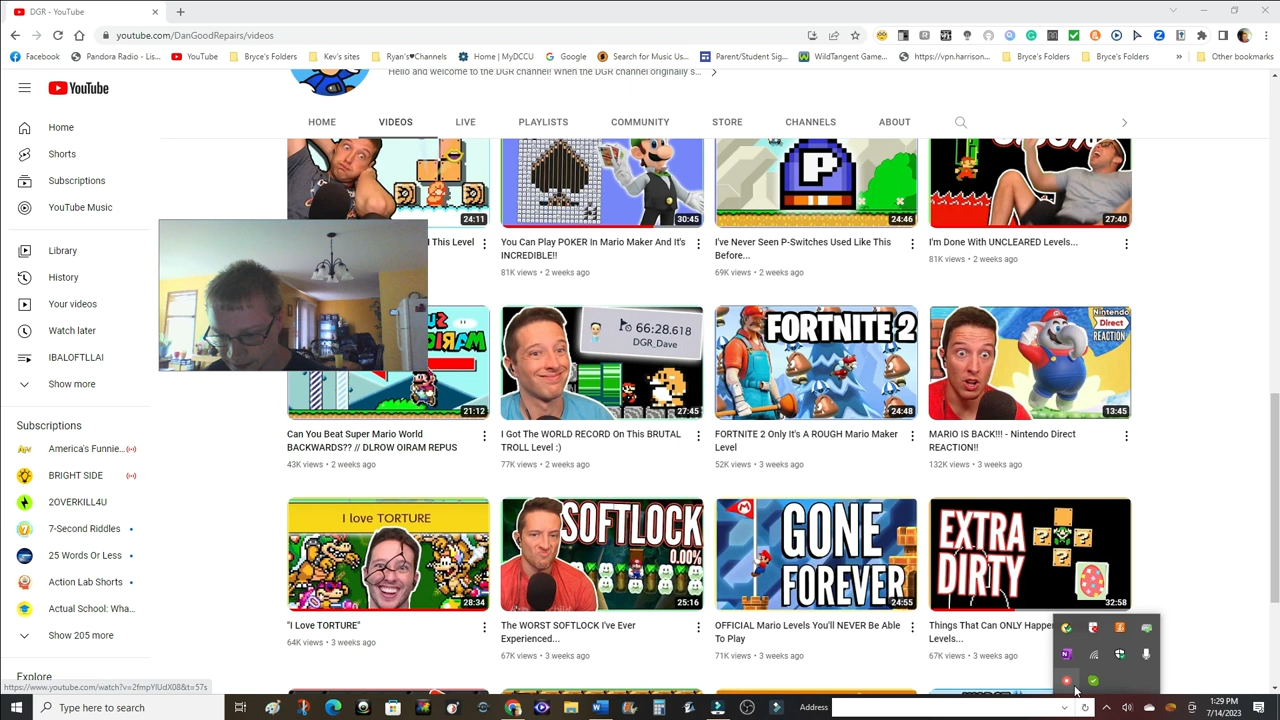 DGR - YouTube
youtube.com/DanGoodRepairs/videos
Facebook
Pandora Radio - Lis...
YouTube
Bryce's Folders
Kev's sites
Ryan's♥Channels
Home | MyDCCU
Google
Search for Music Us...
Parent/Student Sig...
WildTangent Game...
https://vpn.harrison...
Bryce's Folders
Bryce's Folders
»
Other bookmarks
YouTube
Hello and welcome to the DGR channel When the DGR channel originally s...
HOME VIDEOS LIVE PLAYLISTS COMMUNITY STORE CHANNELS ABOUT
Home
Shorts
Subscriptions
YouTube Music
Library
History
Your videos
Watch later
IBALOFTLLAI
Show more
Subscriptions
America's Funnie...
BRIGHT SIDE
2OVERKILL4U
7-Second Riddles
25 Words Or Less
Action Lab Shorts
Actual School: Wha...
Show 205 more
Explore
24:11
30:45
P
24:46
27:40
This Level
You Can Play POKER In Mario Maker And It's
INCREDIBLE!!
81K views • 2 weeks ago
I've Never Seen P-Switches Used Like This
Before...
69K views • 2 weeks ago
I'm Done With UNCLEARED Levels...
81K views • 2 weeks ago
21:12
66:28.618
DGR_Dave
27:45
FORTNITE 2
24:48
Nintendo
Direct
REACTION
13:45
Can You Beat Super Mario World
BACKWARDS?? // DLROW OIRAM REPUS
43K views • 2 weeks ago
I Got The WORLD RECORD On This BRUTAL
TROLL Level :)
77K views • 2 weeks ago
FORTNITE 2 Only It's A ROUGH Mario Maker
Level
52K views • 3 weeks ago
MARIO IS BACK!!! - Nintendo Direct
REACTION!!
132K views • 3 weeks ago
I love TORTURE
28:34
SOFTLOCK
0.00%
25:16
M
GONE
FOREVER
24:55
EXTRA
DIRTY
32:58
"I Love TORTURE"
64K views • 3 weeks ago
The WORST SOFTLOCK I've Ever
Experienced...
67K views • 3 weeks ago
OFFICIAL Mario Levels You'll NEVER Be Able
To Play
71K views • 3 weeks ago
Things That Can ONLY Happe
Levels...
67K views • 3 weeks ago
https://www.youtube.com/watch?v=2fmpYlUdX08&t=57s
Type here to search
Address
1:29 PM
7/14/2023